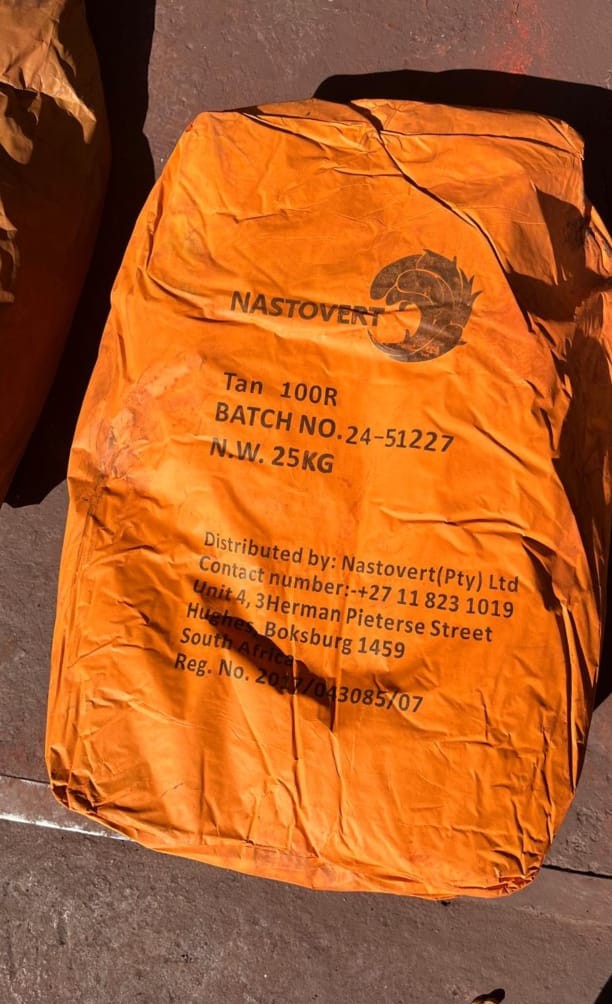 NASTOVERT
Tan 100R
BATCH NO.24-51227
N.W. 25KG
Distributed by: Nastovert(Pty) Ltd
Contact number:-+27 11 823 1019
Unit 4, 3Herman Pieterse Street
Hughes, Boksburg 1459
South Africa
Reg. No. 2017/043085/07